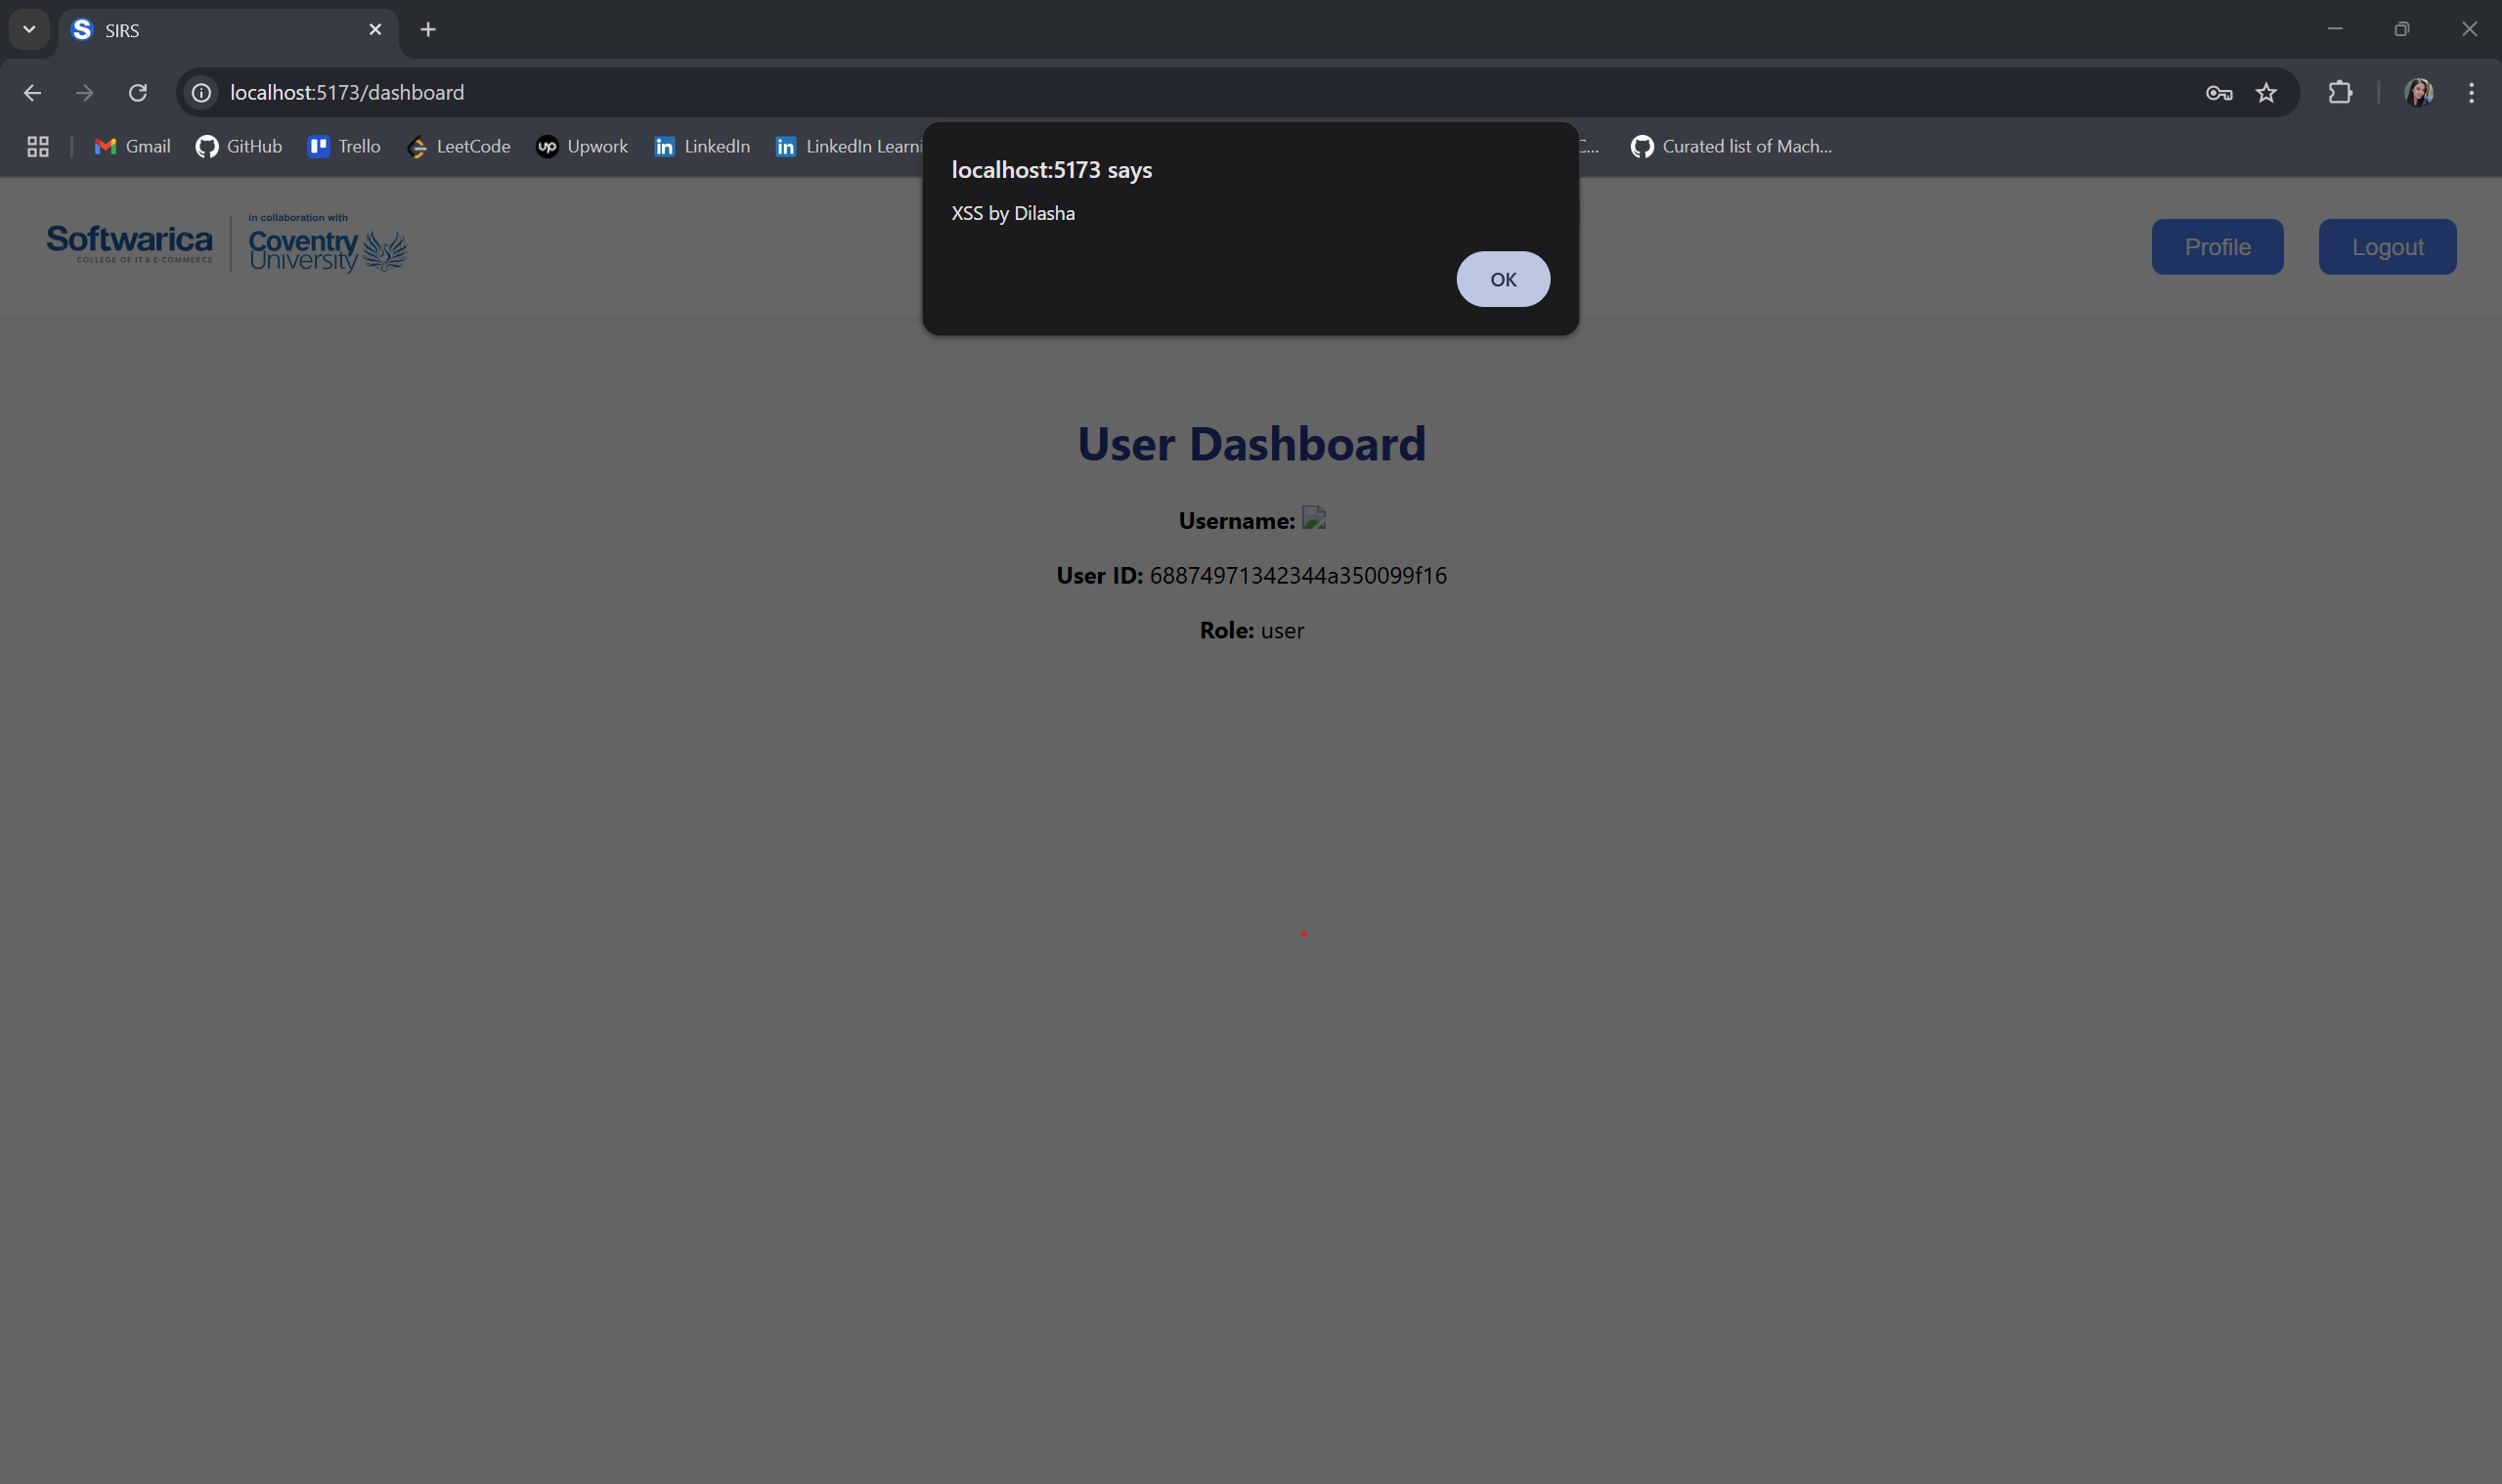 SIRS
localhost:5173/dashboard
Gmail
GitHub
Trello
LeetCode
Upwork
LinkedIn
LinkedIn Learni
C...
Curated list of Mach...
localhost:5173 says
XSS by Dilasha
OK
Softwarica
COLLEGE OF IT & E-COMMERCE
in collaboration with
Coventry
University
Profile
Logout
User Dashboard
Username:
User ID: 68874971342344a350099f16
Role: user